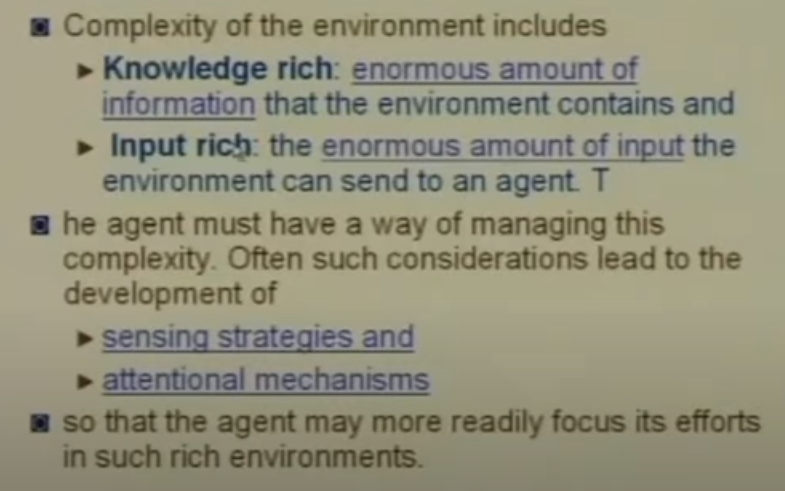 Complexity of the environment includes
Knowledge rich: enormous amount of
information that the environment contains and
Input rich: the enormous amount of input the
environment can send to an agent. T
he agent must have a way of managing this
complexity. Often such considerations lead to the
development of
sensing strategies and
attentional mechanisms
so that the agent may more readily focus its efforts
in such rich environments.